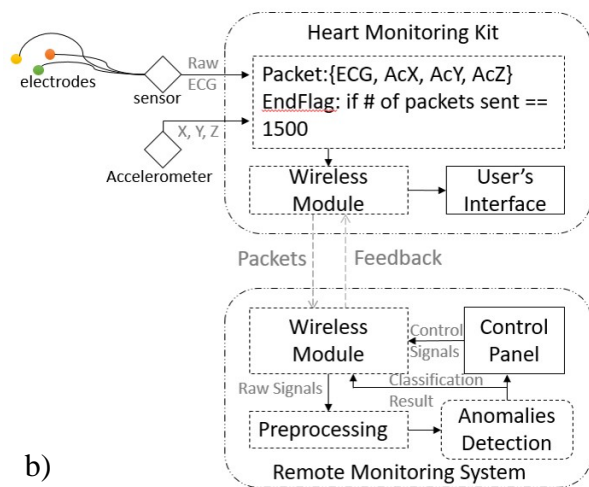 Heart Monitoring Kit
electrodes
Raw
ECG
sensor
X, Y, Z
Accelerometer
Packet:{ECG, AcX, AcY, AcZ}
EndFlag: if # of packets sent ==
1500
Wireless
Module
User's
Interface
Packets
Feedback
Wireless
Module
Control
Signals
Control
Panel
Raw Signals
Classification
Result
Preprocessing
Anomalies
Detection
Remote Monitoring System
b)